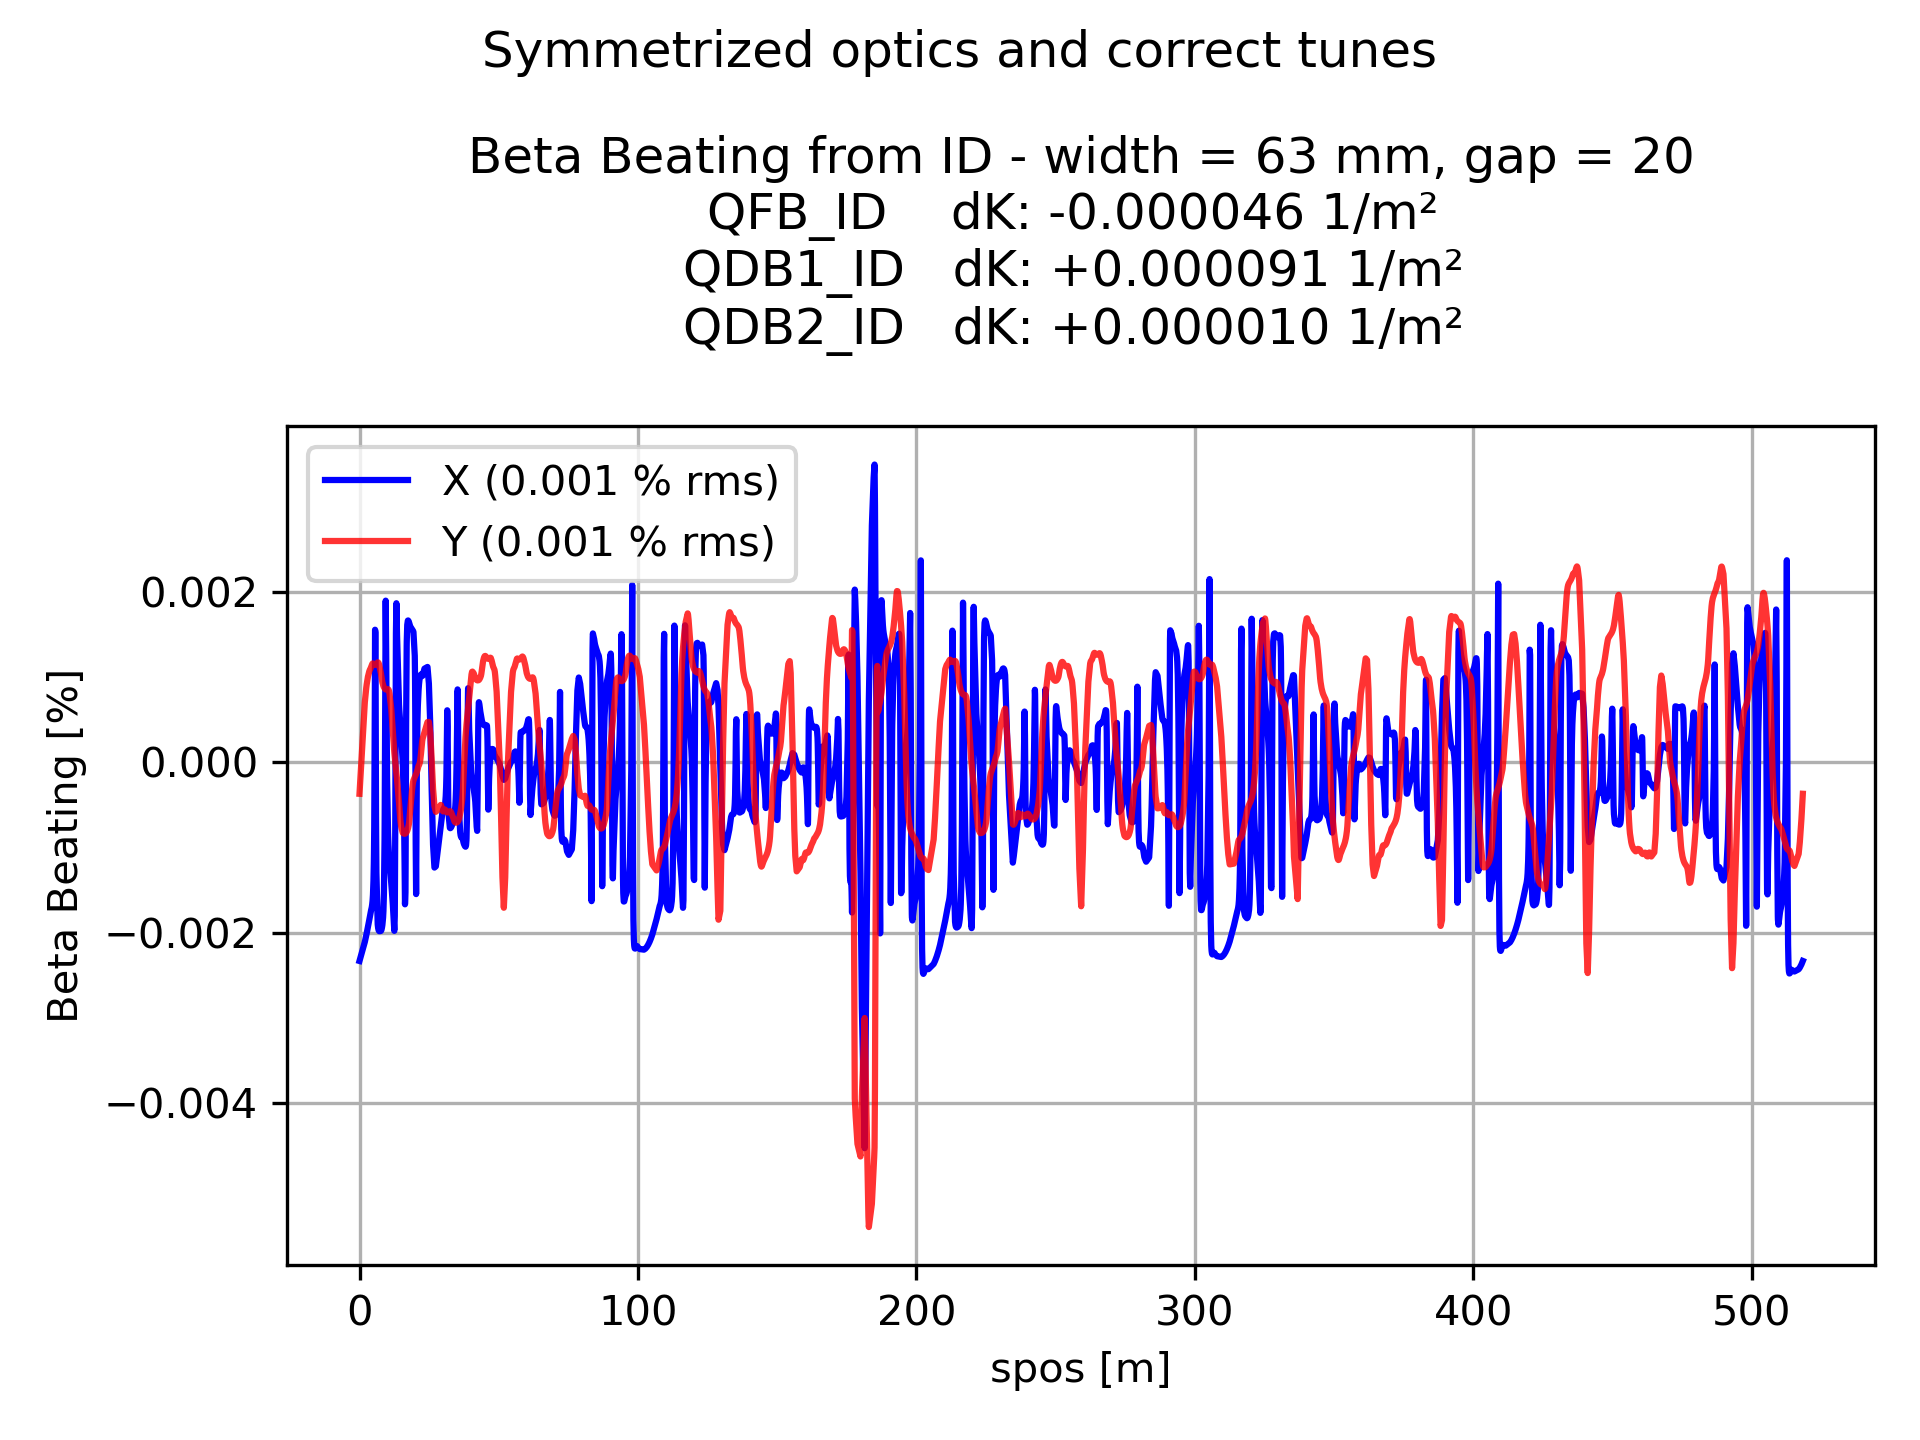 Symmetrized optics and correct tunes
Beta Beating from ID - width = 63 mm, gap = 20
QFB_ID dK: -0.000046 1/m²
QDB1_ID dK: +0.000091 1/m²
QDB2_ID dK: +0.000010 1/m²
X (0.001 % rms)
Y (0.001 % rms)
Beta Beating [%]
0.002
0.000
−0.002
−0.004
0 100 200 300 400 500
spos [m]